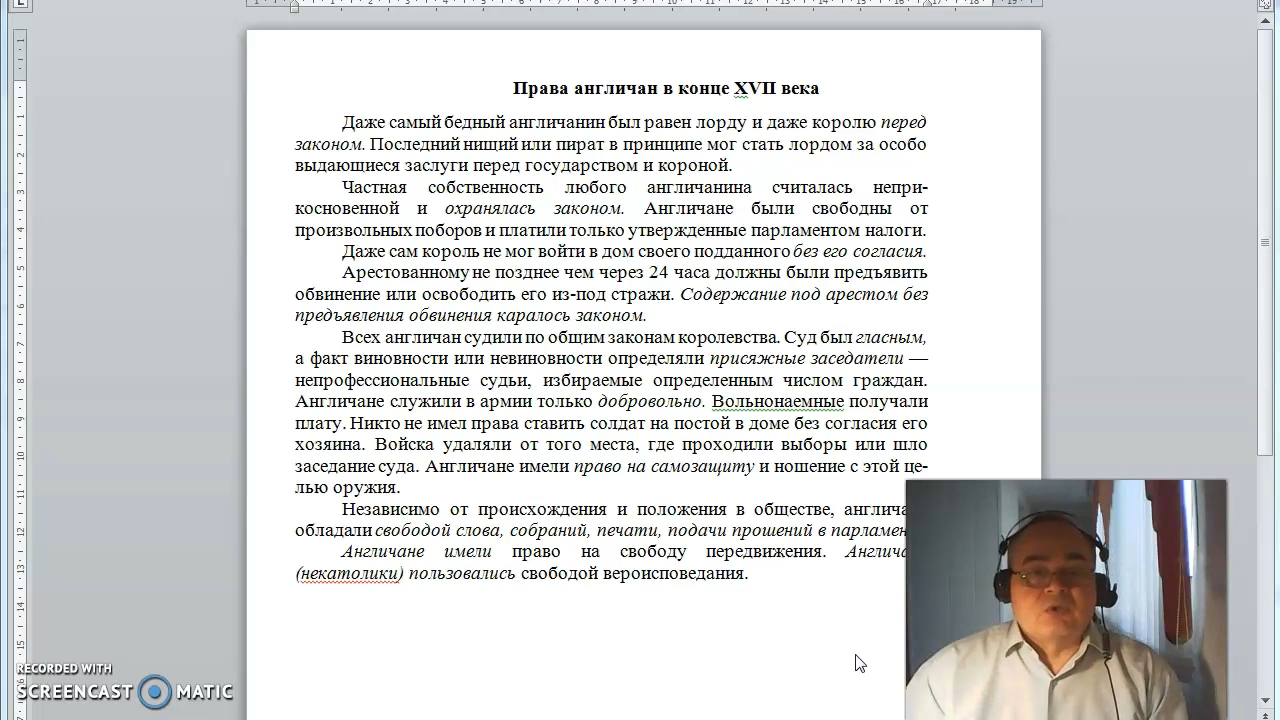 Права англичан в конце XVII века
Даже самый бедный англичанин был равен лорду и даже королю перед
законом. Последний нищий или пират в принципе мог стать лордом за особо
выдающиеся заслуги перед государством и короной.
Частная собственность любого англичанина считалась непри-
косновенной и охранялась законом. Англичане были свободны от
произвольных поборов и платили только утвержденные парламентом налоги.
Даже сам король не мог войти в дом своего подданного без его согласия.
Арестованному не позднее чем через 24 часа должны были предъявить
обвинение или освободить его из-под стражи. Содержание под арестом без
предъявления обвинения каралось законом.
Всех англичан судили по общим законам королевства. Суд был гласным,
а факт виновности или невиновности определяли присяжные заседатели —
непрофессиональные судьи, избираемые определенным числом граждан.
Англичане служили в армии только добровольно. Вольнонаемные получали
плату. Никто не имел права ставить солдат на постой в доме без согласия его
хозяина. Войска удаляли от того места, где проходили выборы или шло
заседание суда. Англичане имели право на самозащиту и ношение с этой це-
лью оружия.
Независимо от происхождения и положения в обществе,
обладали свободой слова, собраний, печати, подачи прошений в
Англичане имели право на свободу передвижения.
(некатолики) пользовались свободой вероисповедания.
RECORDED WITH
SCREENCAST MATIC